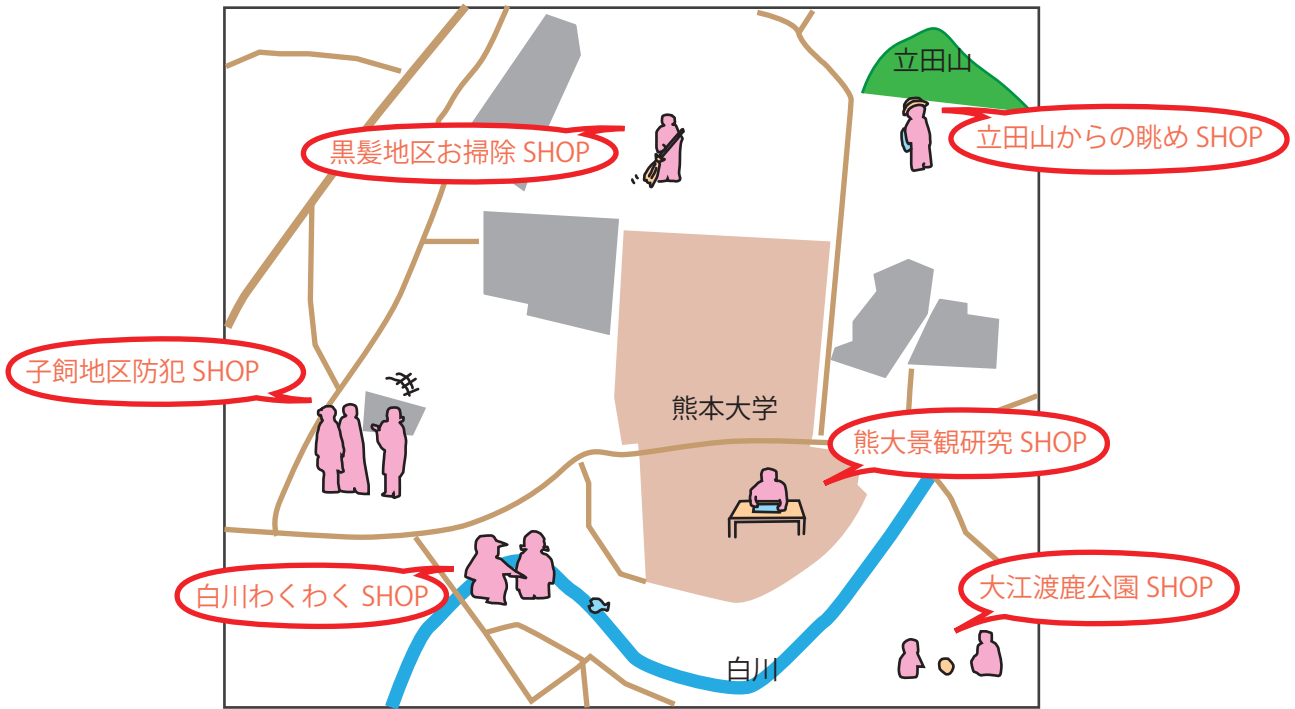 立田山
黒髪地区お掃除 SHOP
立田山からの眺め SHOP
子飼地区防犯 SHOP
熊本大学
熊大景観研究 SHOP
白川わくわく SHOP
大江渡鹿公園 SHOP
白川